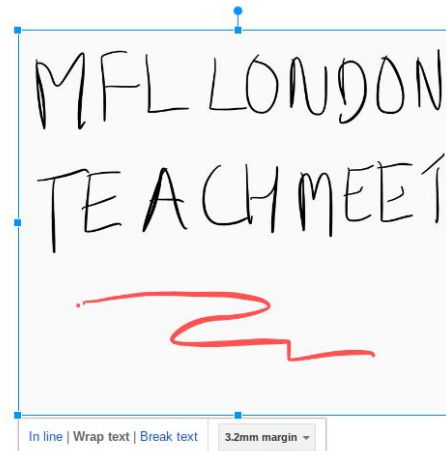 MFL LONDON
TEACHMEET
In line | Wrap text | Break text 3.2mm margin